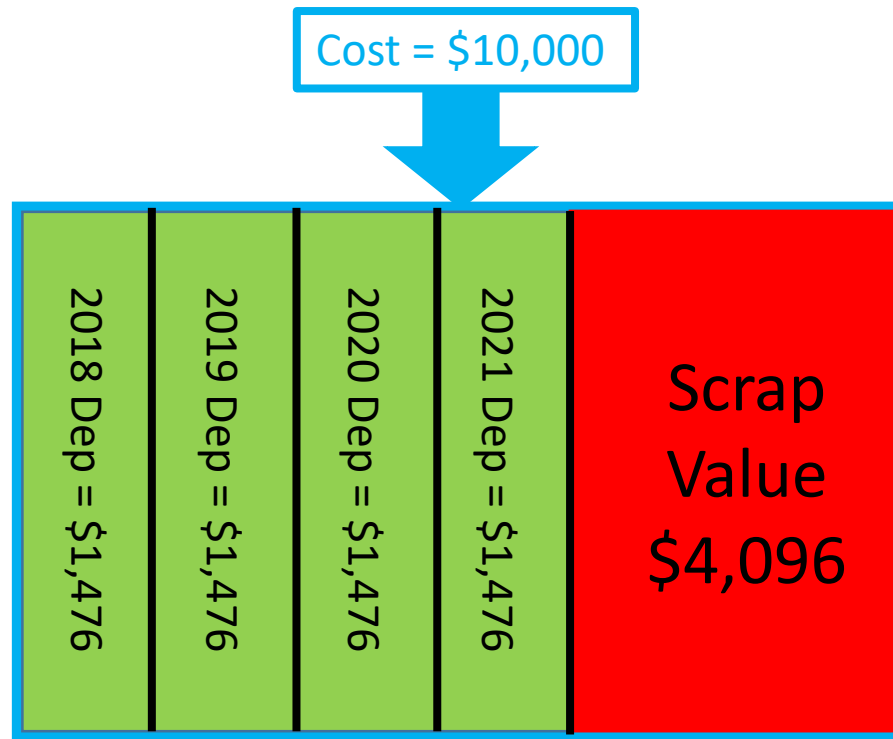 Cost = $10,000
2018 Dep = $1,476
2019 Dep = $1,476
2020 Dep = $1,476
2021 Dep = $1,476
Scrap
Value
$4,096